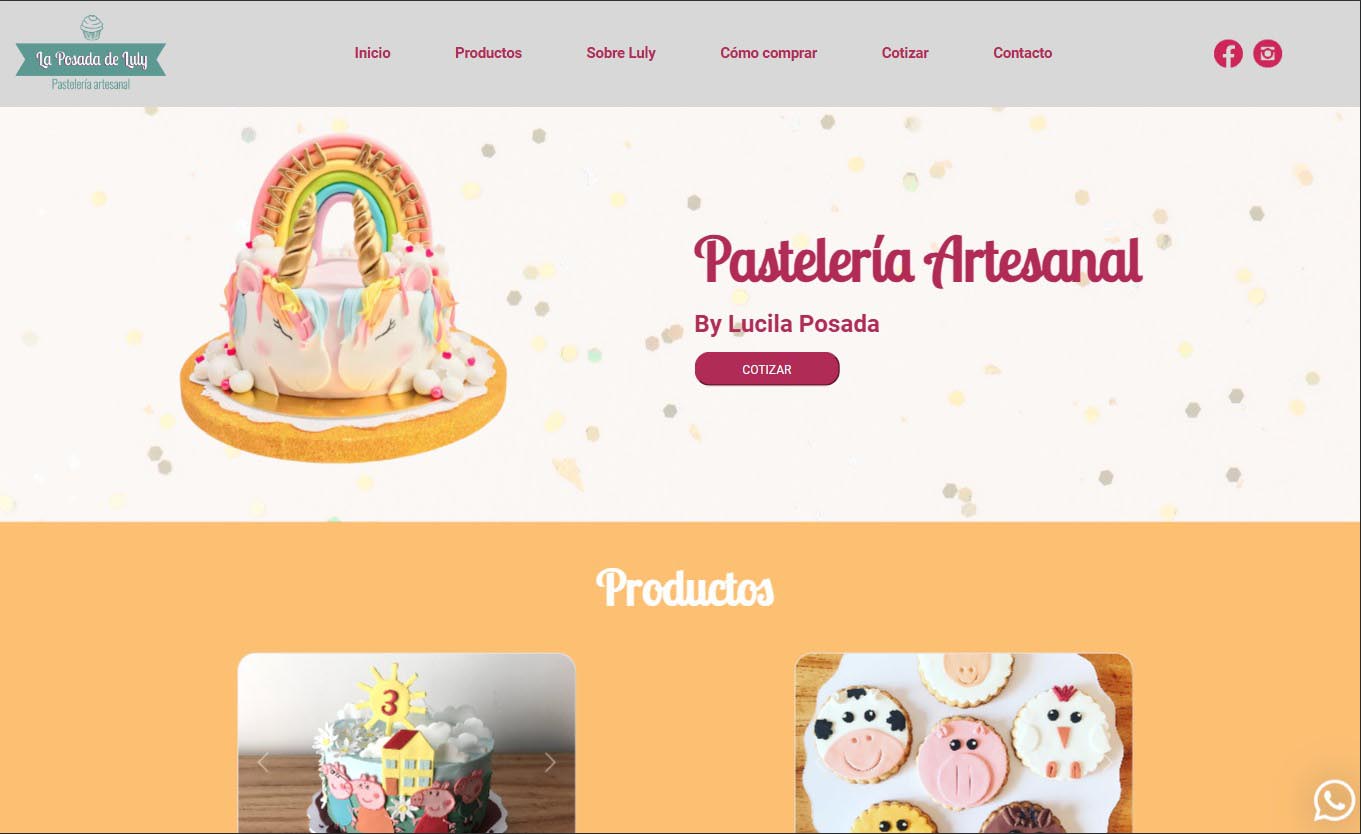 La Posada de Luly
Pastelería artesanal
Inicio
Productos
Sobre Luly
Cómo comprar
Cotizar
Contacto
Pastelería Artesanal
By Lucila Posada
COTIZAR
Productos
3